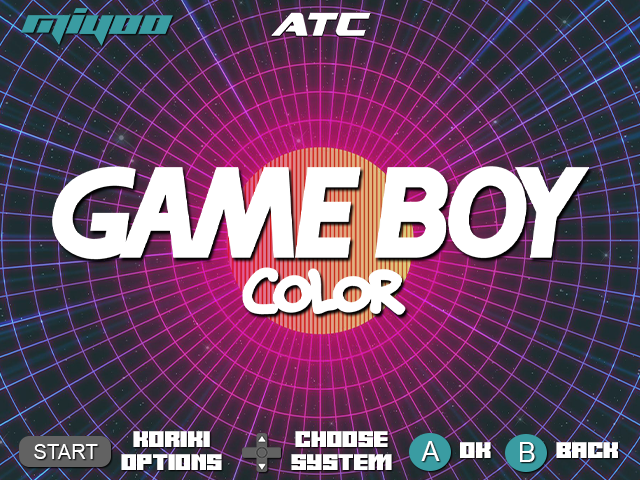 miyoo
ATC
GAME BOY
COLOR
START
KORIKI
OPTIONS
CHOOSE
SYSTEM
A
OK
B
BACK